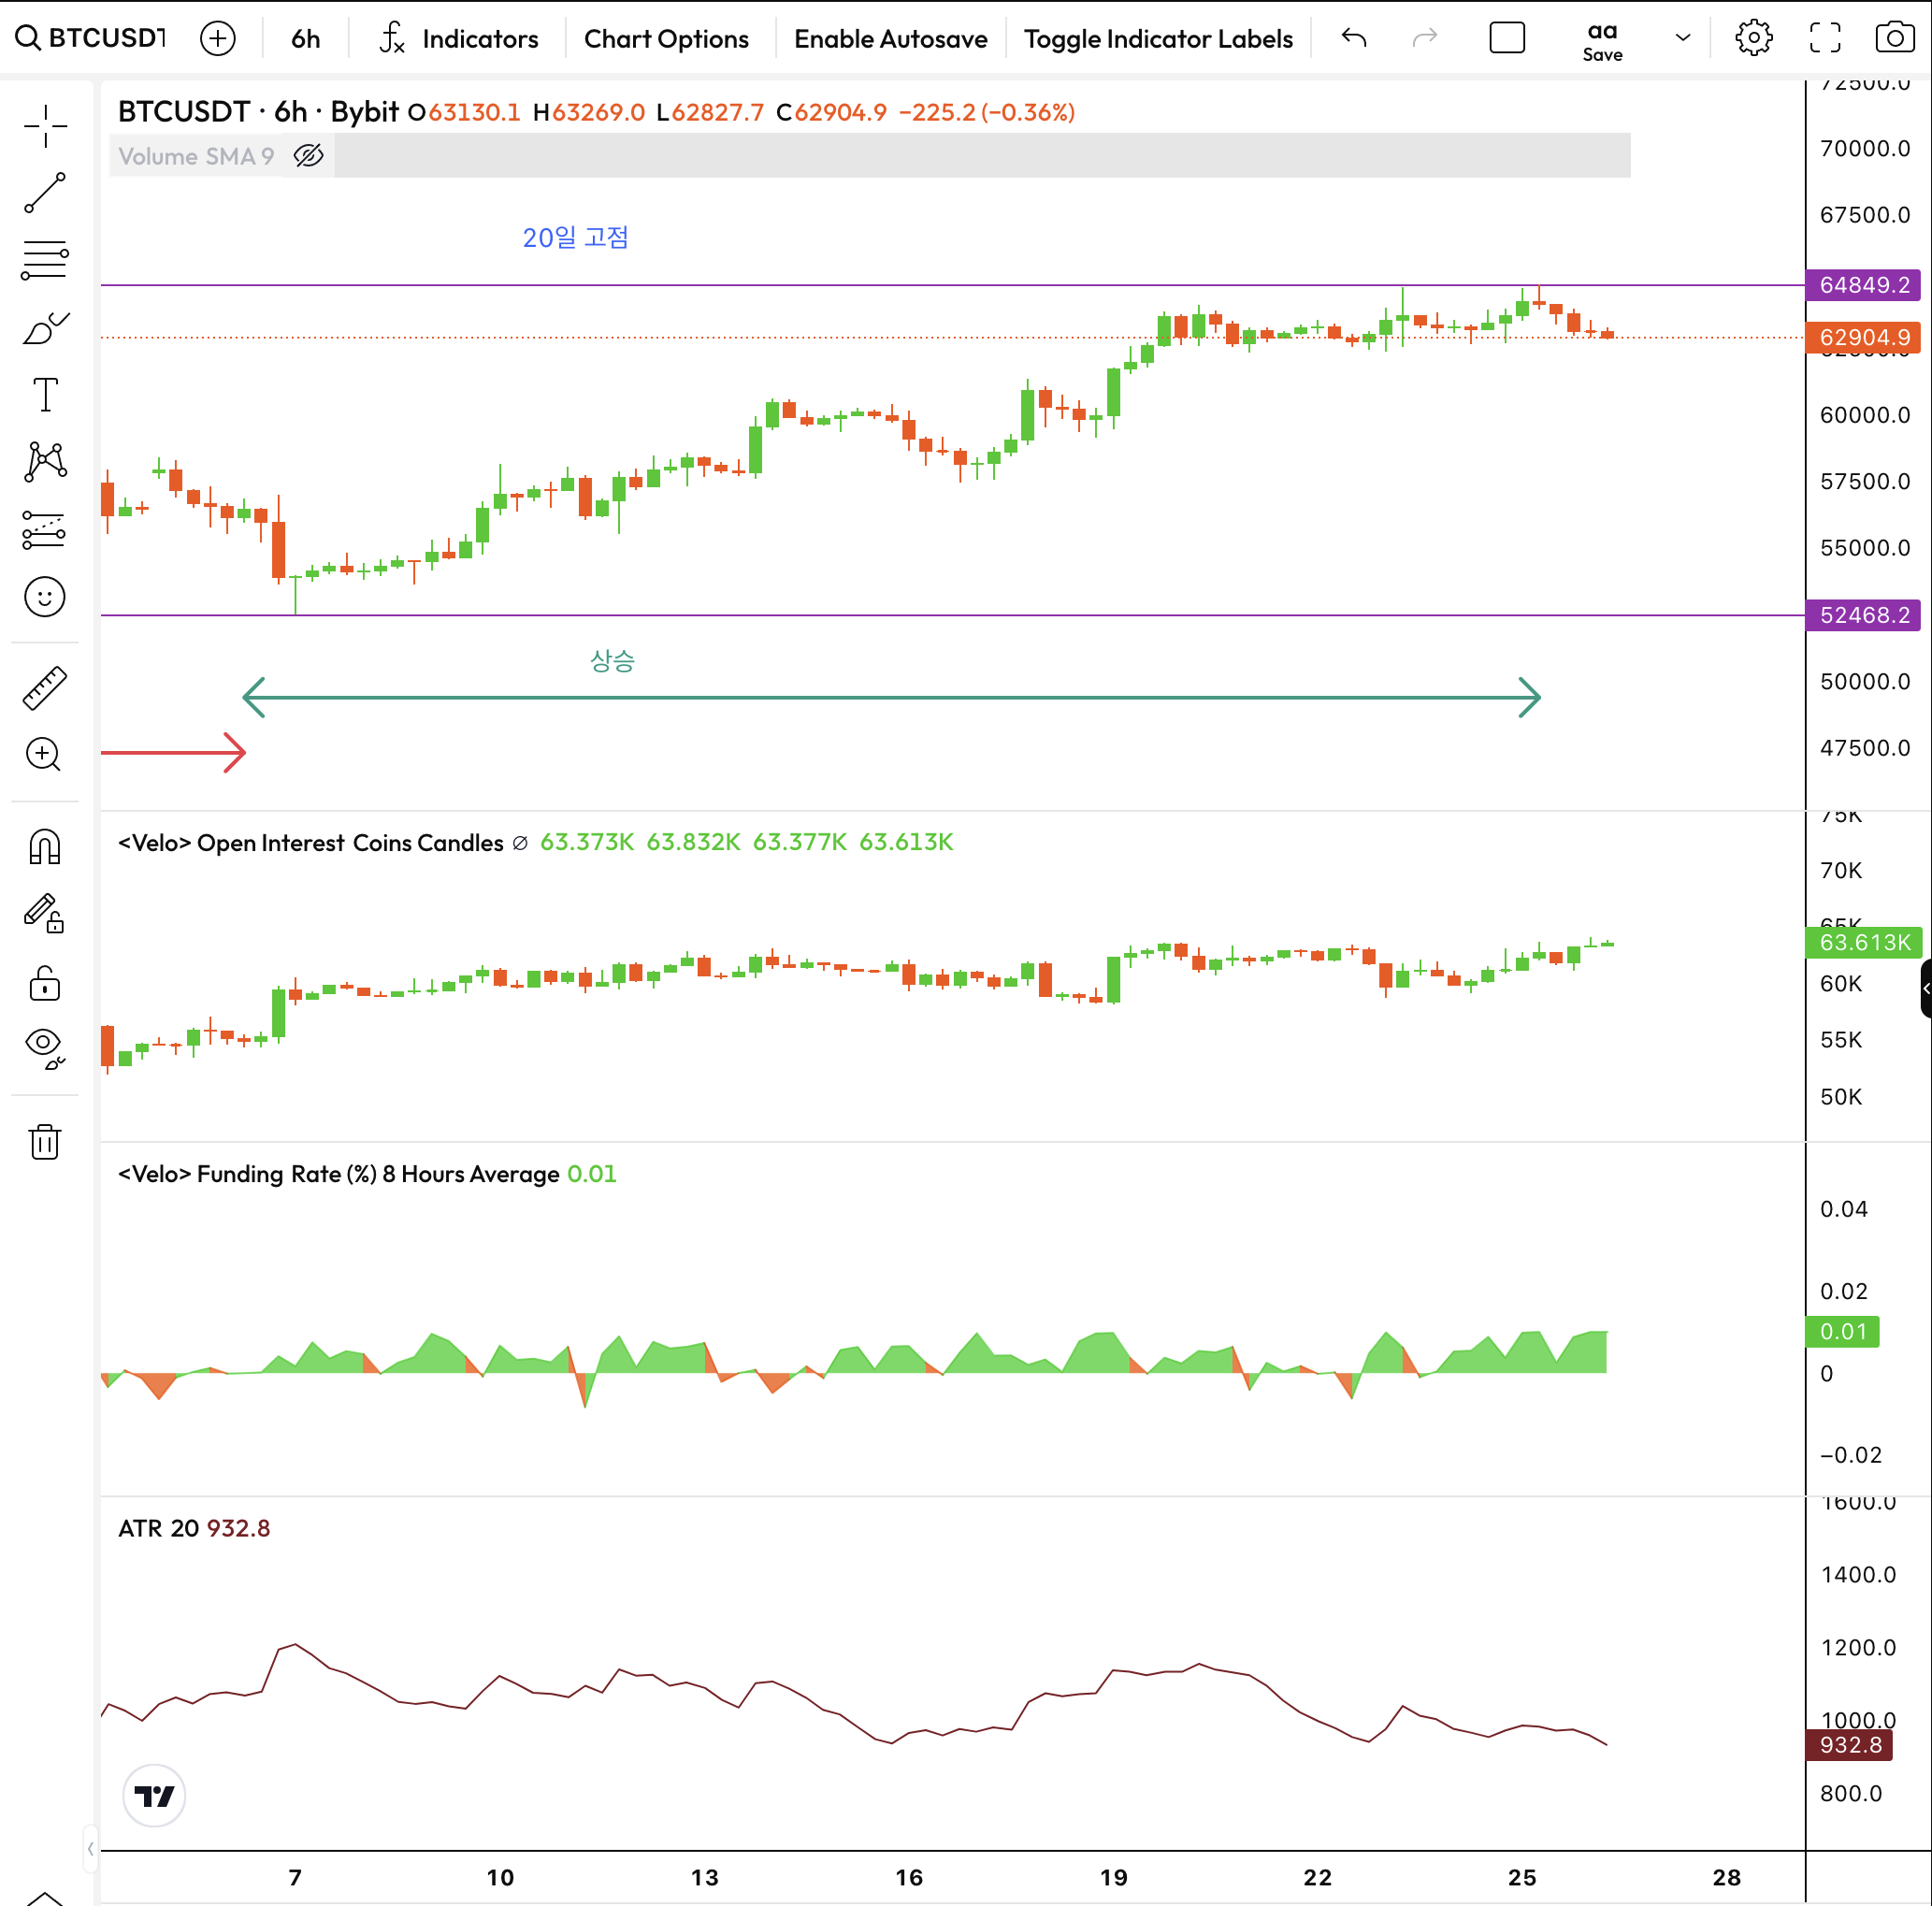 BTCUSDT 6h Indicators Chart Options Enable Autosave Toggle Indicator Labels aa Save
BTCUSDT · 6h · Bybit O63130.1 H63269.0 L62827.7 C62904.9 −225.2 (−0.36%)
Volume SMA 9
72500.0
70000.0
67500.0
20일 고점
64849.2
62904.9
60000.0
57500.0
55000.0
52468.2
상승
50000.0
47500.0
<Velo> Open Interest Coins Candles ∅ 63.373K 63.832K 63.377K 63.613K
75K
70K
65K
63.613K
60K
55K
50K
<Velo> Funding Rate (%) 8 Hours Average 0.01
0.04
0.02
0.01
0
−0.02
ATR 20 932.8
1600.0
1400.0
1200.0
1000.0
932.8
800.0
7 10 13 16 19 22 25 28